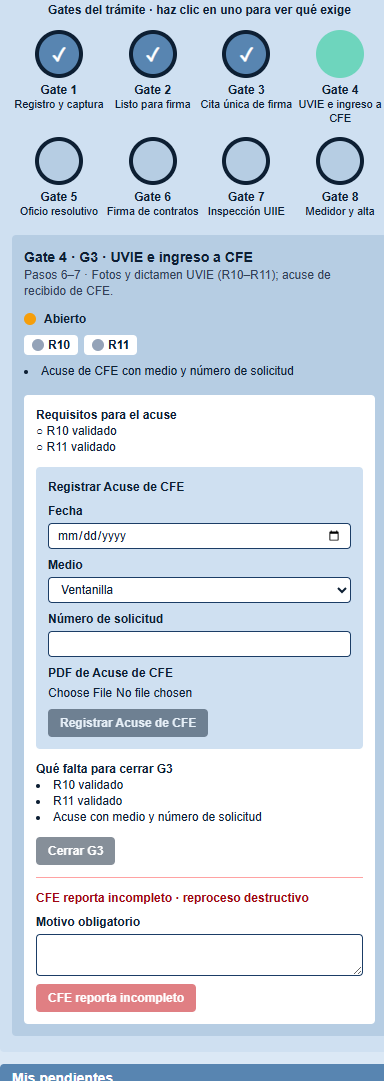 Gates del trámite · haz clic en uno para ver qué exige
Gate 1
Registro y captura
Gate 2
Listo para firma
Gate 3
Cita única de firma
Gate 4
UVIE e ingreso a
CFE
Gate 5
Oficio resolutivo
Gate 6
Firma de contratos
Gate 7
Inspección UIIE
Gate 8
Medidor y alta
Gate 4 · G3 · UVIE e ingreso a CFE
Pasos 6–7 · Fotos y dictamen UVIE (R10–R11); acuse de
recibido de CFE.
Abierto
R10
R11
• Acuse de CFE con medio y número de solicitud
Requisitos para el acuse
○ R10 validado
○ R11 validado
Registrar Acuse de CFE
Fecha
mm/dd/yyyy
Medio
Ventanilla
Número de solicitud
PDF de Acuse de CFE
Choose File No file chosen
Registrar Acuse de CFE
Qué falta para cerrar G3
• R10 validado
• R11 validado
• Acuse con medio y número de solicitud
Cerrar G3
CFE reporta incompleto · reproceso destructivo
Motivo obligatorio
CFE reporta incompleto
Mis pendientes